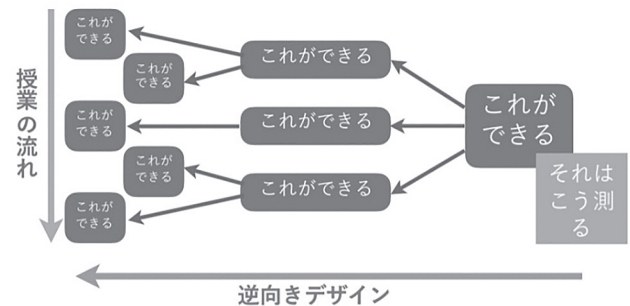 授業の流れ
これが
できる
これが
できる
これが
できる
これが
できる
これが
できる
これができる
これができる
これができる
これが
できる
それは
こう測
る
逆向きデザイン